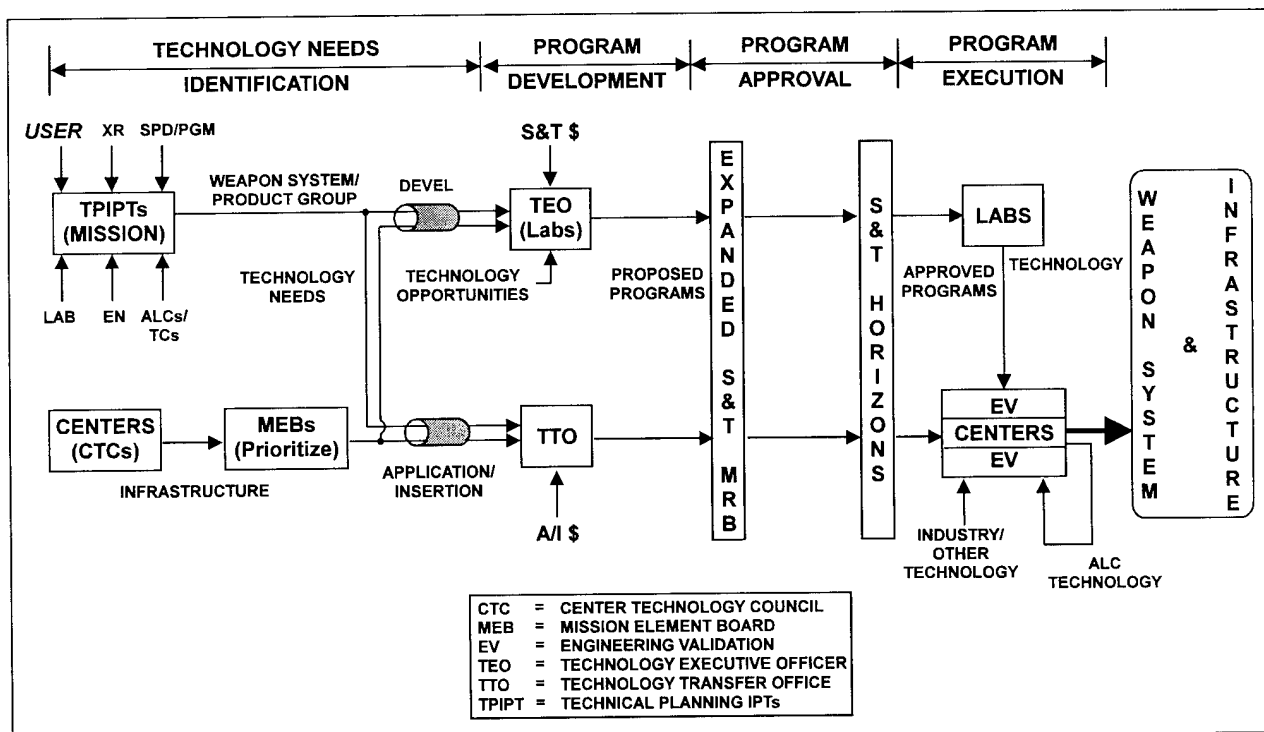 TECHNOLOGY NEEDS
IDENTIFICATION
PROGRAM
DEVELOPMENT
PROGRAM
APPROVAL
PROGRAM
EXECUTION
USER
XR
SPD/PGM
TPIPTs
(MISSION)
LAB
EN
ALCs/
TCs
WEAPON SYSTEM/
PRODUCT GROUP
DEVEL
S&T $
TEO
(Labs)
TECHNOLOGY
NEEDS
TECHNOLOGY
OPPORTUNITIES
PROPOSED
PROGRAMS
EXPANDED S&T MRB
S&T HORIZONS
LABS
APPROVED
PROGRAMS
TECHNOLOGY
CENTERS
(CTCs)
MEBs
(Prioritize)
INFRASTRUCTURE
APPLICATION/
INSERTION
TTO
A/I $
EV
CENTERS
EV
INDUSTRY/
OTHER
TECHNOLOGY
ALC
TECHNOLOGY
WEAPON SYSTEM
&
INFRASTRUCTURE
CTC = CENTER TECHNOLOGY COUNCIL
MEB = MISSION ELEMENT BOARD
EV = ENGINEERING VALIDATION
TEO = TECHNOLOGY EXECUTIVE OFFICER
TTO = TECHNOLOGY TRANSFER OFFICE
TPIPT = TECHNICAL PLANNING IPTs